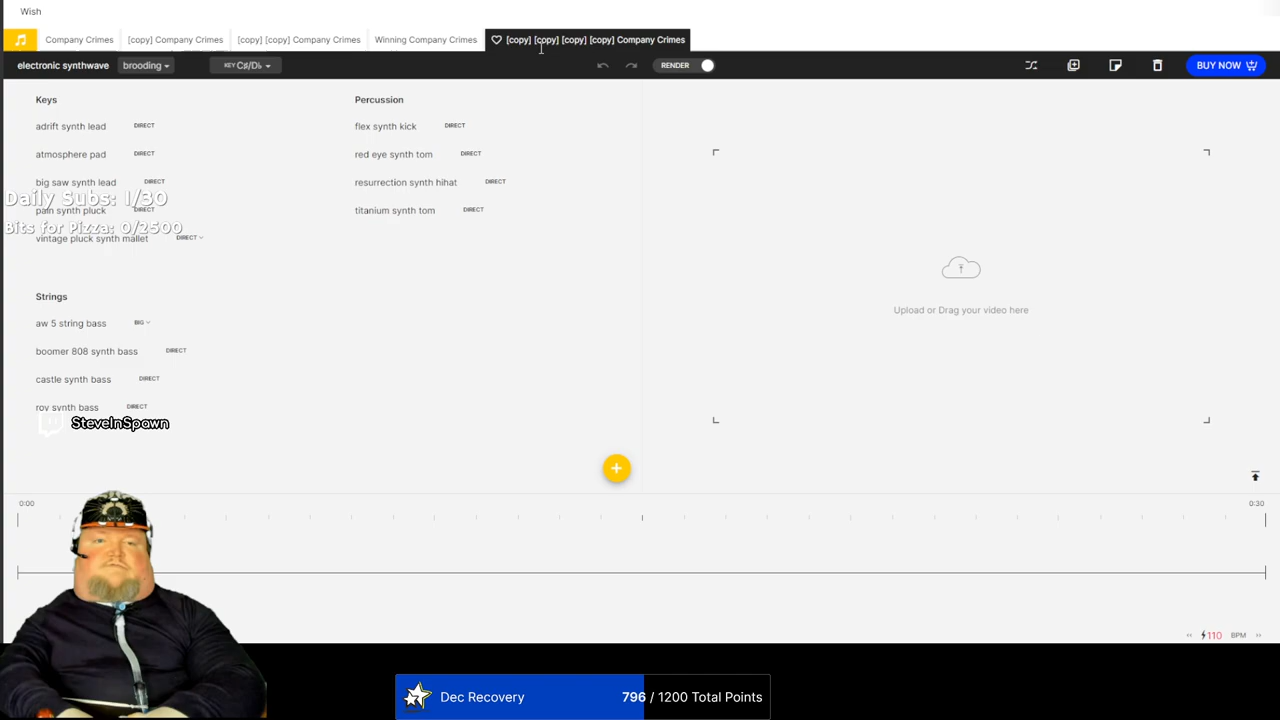 Wish
Company Crimes
[copy] Company Crimes
[copy] [copy] Company Crimes
Winning Company Crimes
[copy] [copy] [copy] [copy] Company Crimes
electronic synthwave
brooding
KEY C♯/D♭
RENDER
BUY NOW
Keys
adrift synth lead DIRECT
atmosphere pad DIRECT
big saw synth lead DIRECT
Daily Subs: 1/30
pain synth pluck DIRECT
Bits for Pizza: 0/2500
vintage pluck synth mallet DIRECT
Percussion
flex synth kick DIRECT
red eye synth tom DIRECT
resurrection synth hihat DIRECT
titanium synth tom DIRECT
Strings
aw 5 string bass BIG
boomer 808 synth bass DIRECT
castle synth bass DIRECT
roy synth bass DIRECT
SteveInSpawn
Upload or Drag your video here
0:00
0:30
110 BPM
Dec Recovery 796 / 1200 Total Points